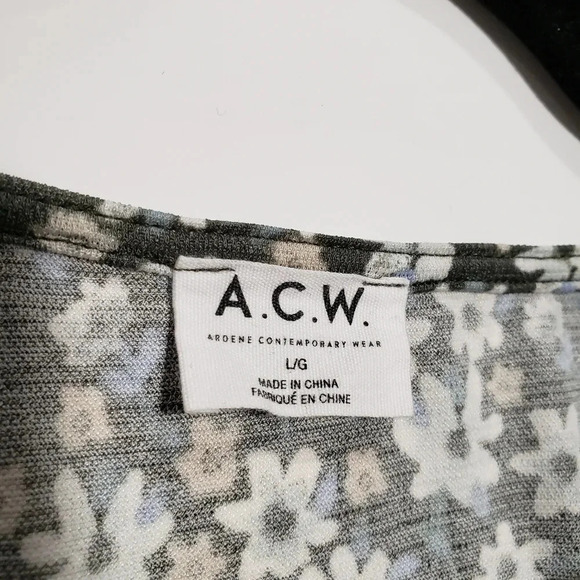 A.C.W.
ARDENE CONTEMPORARY WEAR
L/G
MADE IN CHINA
FABRIQUÉ EN CHINE